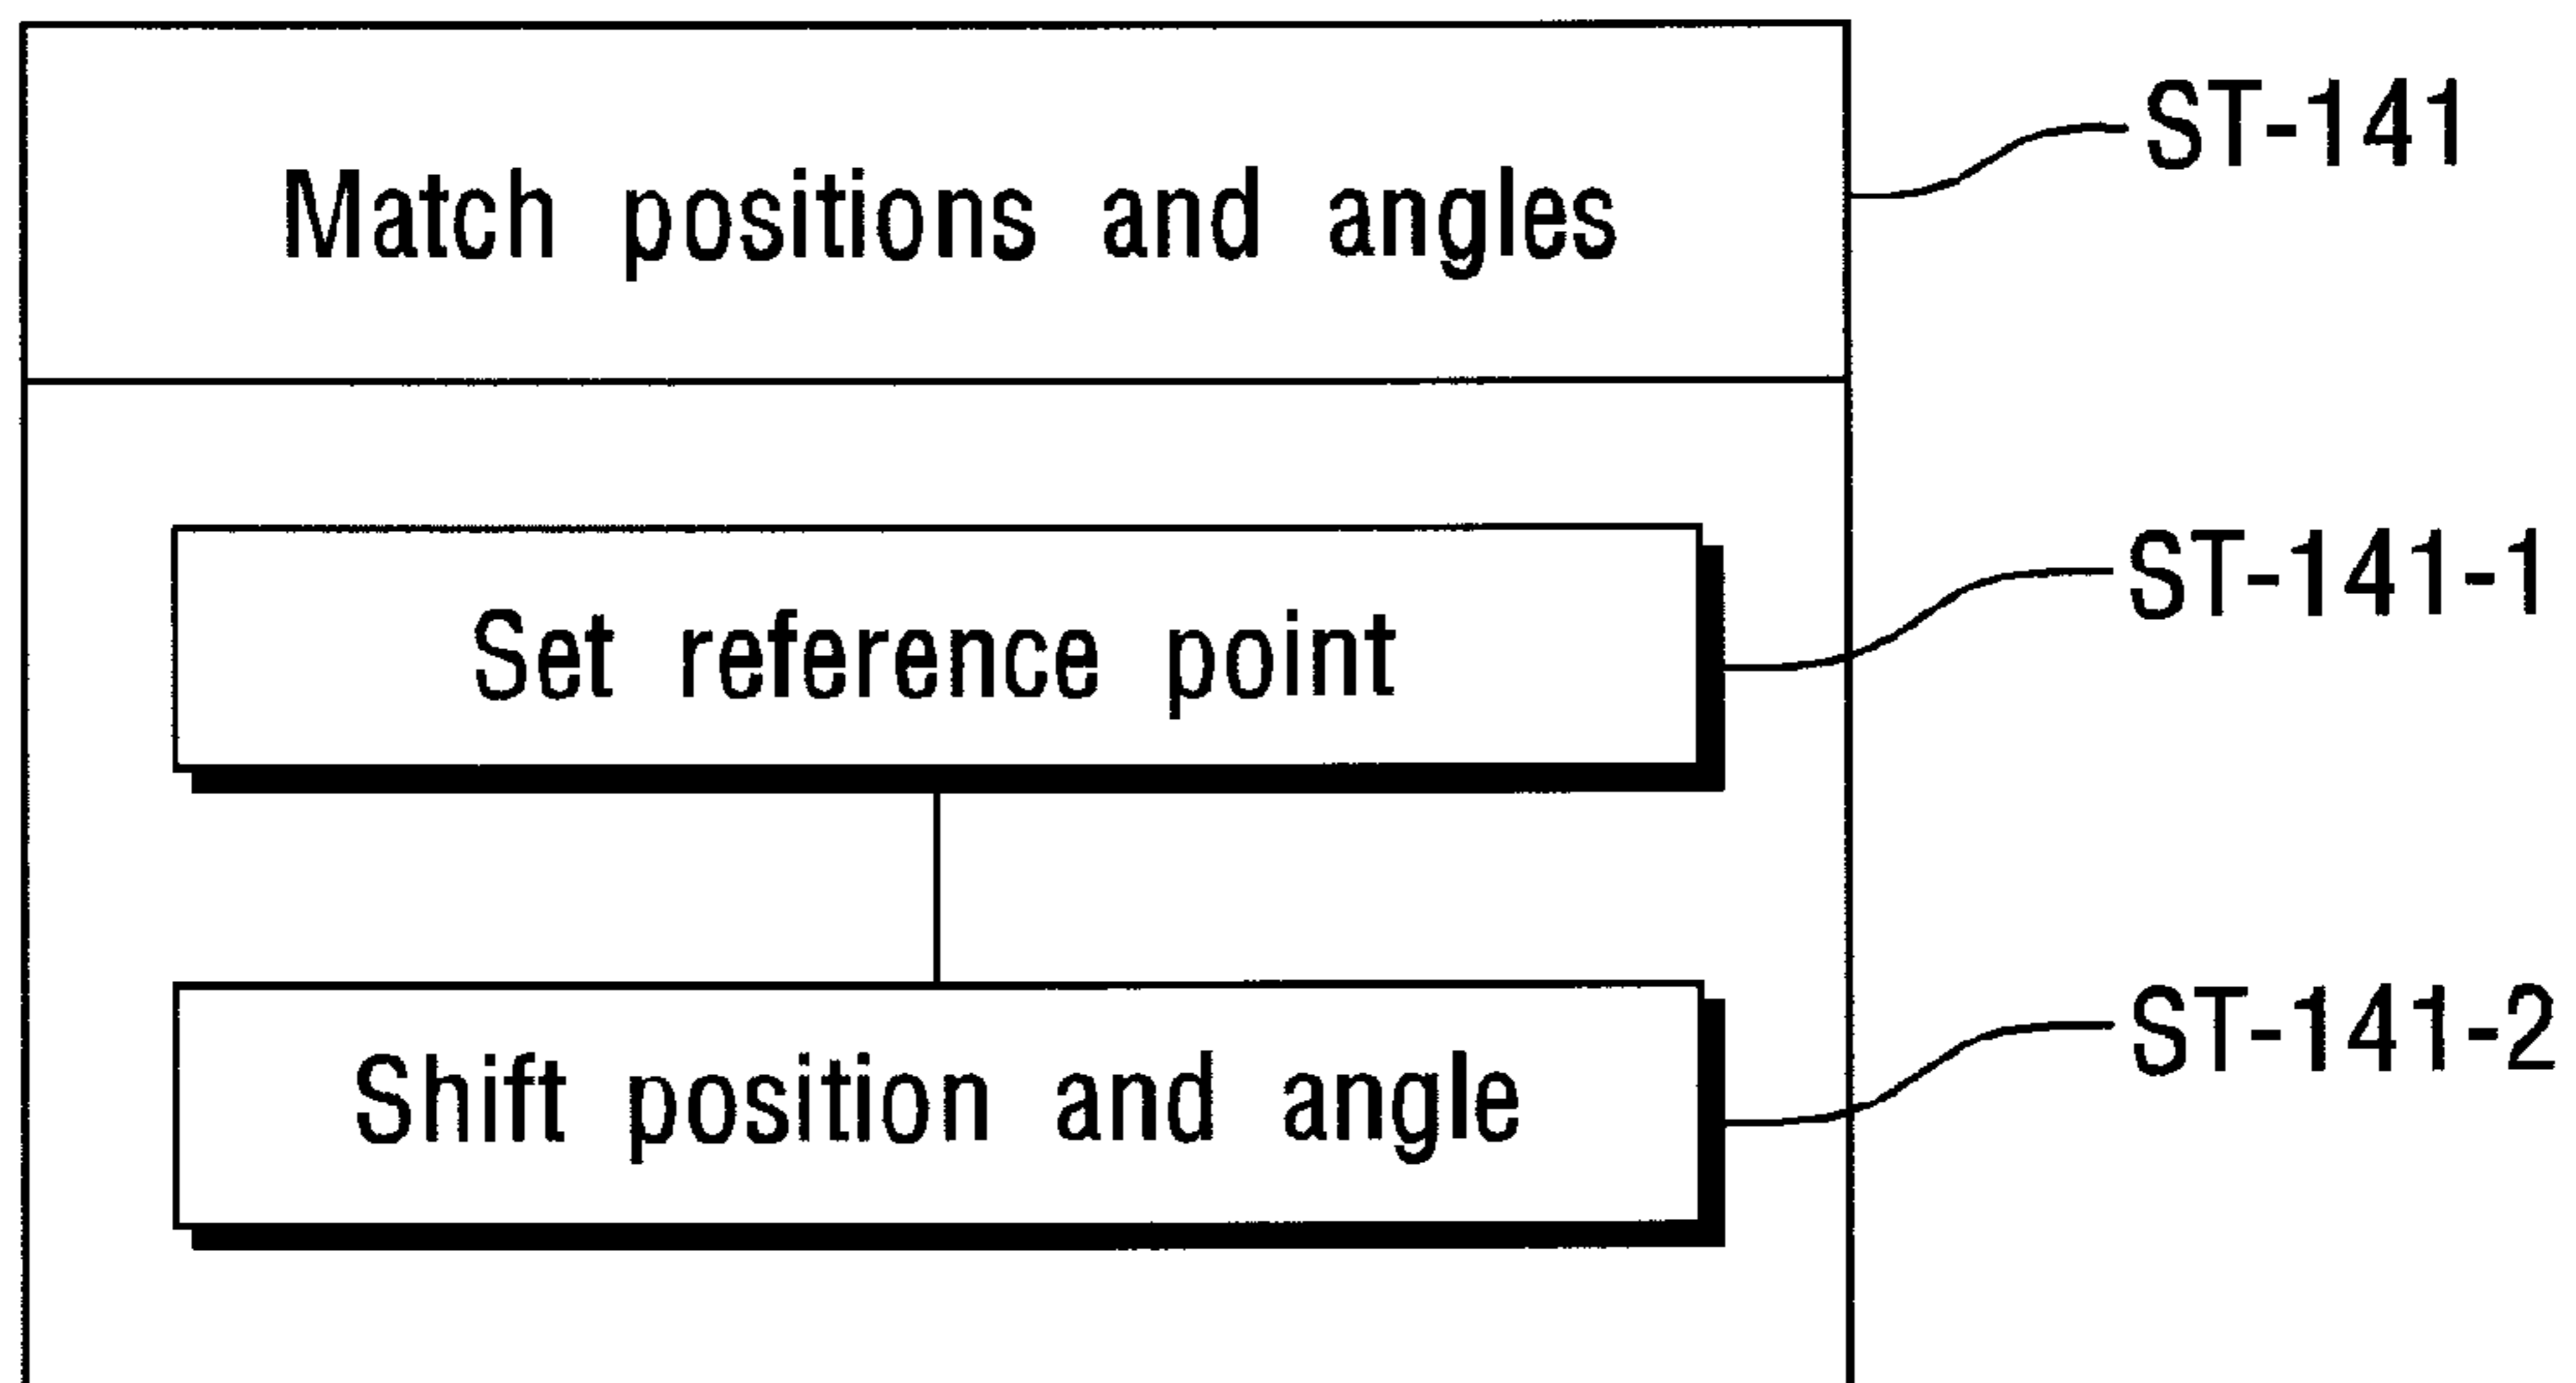 Match positions and angles
ST-141
Set reference point
ST-141-1
Shift position and angle
ST-141-2